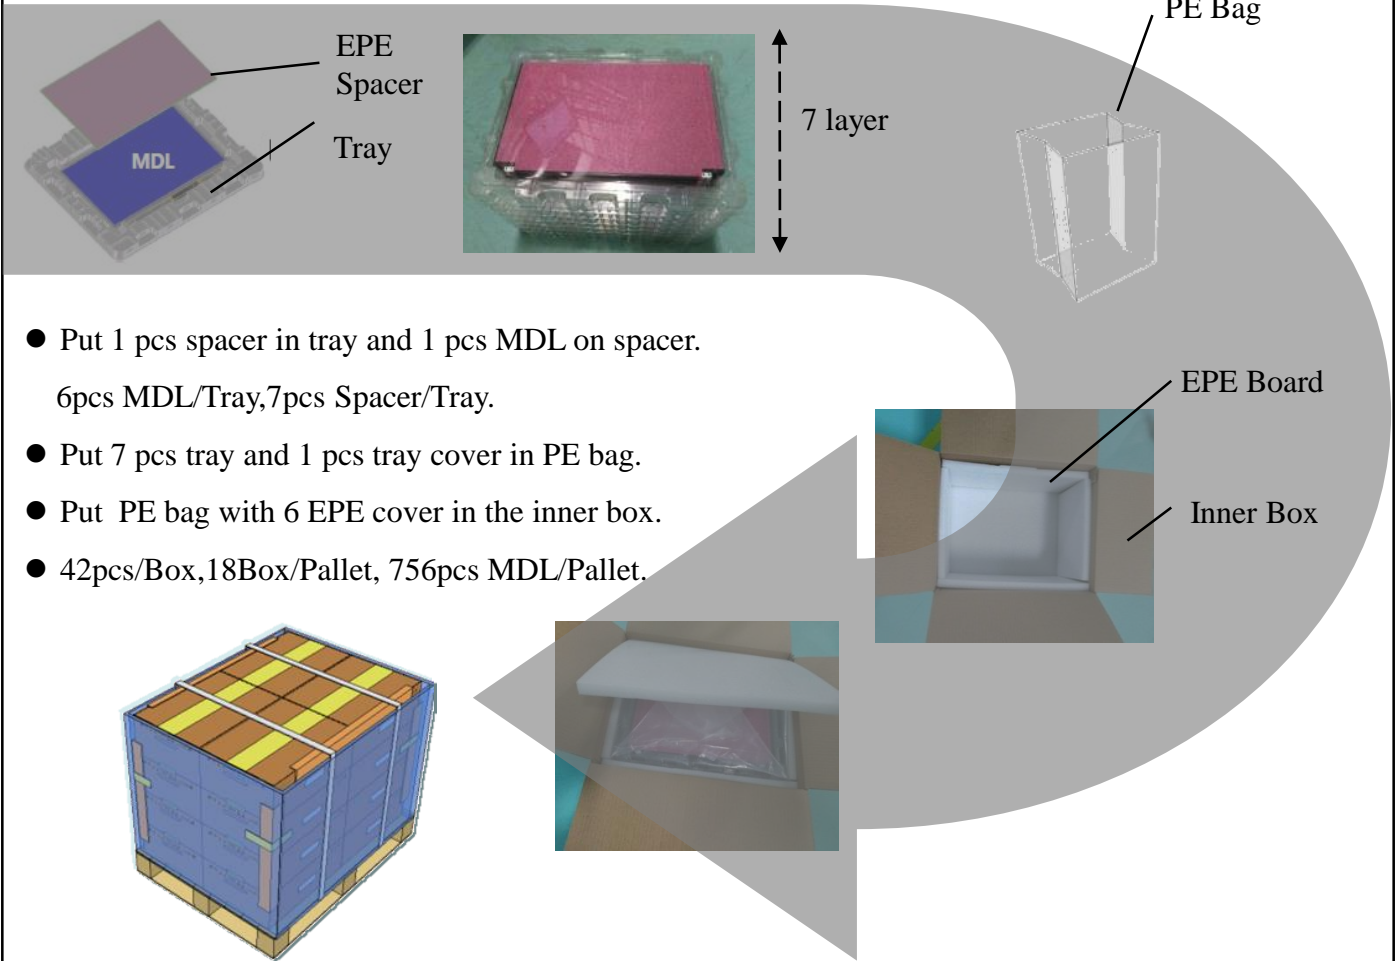 PE Bag
EPE
Spacer
Tray
7 layer
MDL
● Put 1 pcs spacer in tray and 1 pcs MDL on spacer.
6pcs MDL/Tray,7pcs Spacer/Tray.
● Put 7 pcs tray and 1 pcs tray cover in PE bag.
● Put PE bag with 6 EPE cover in the inner box.
● 42pcs/Box,18Box/Pallet, 756pcs MDL/Pallet.
EPE Board
Inner Box